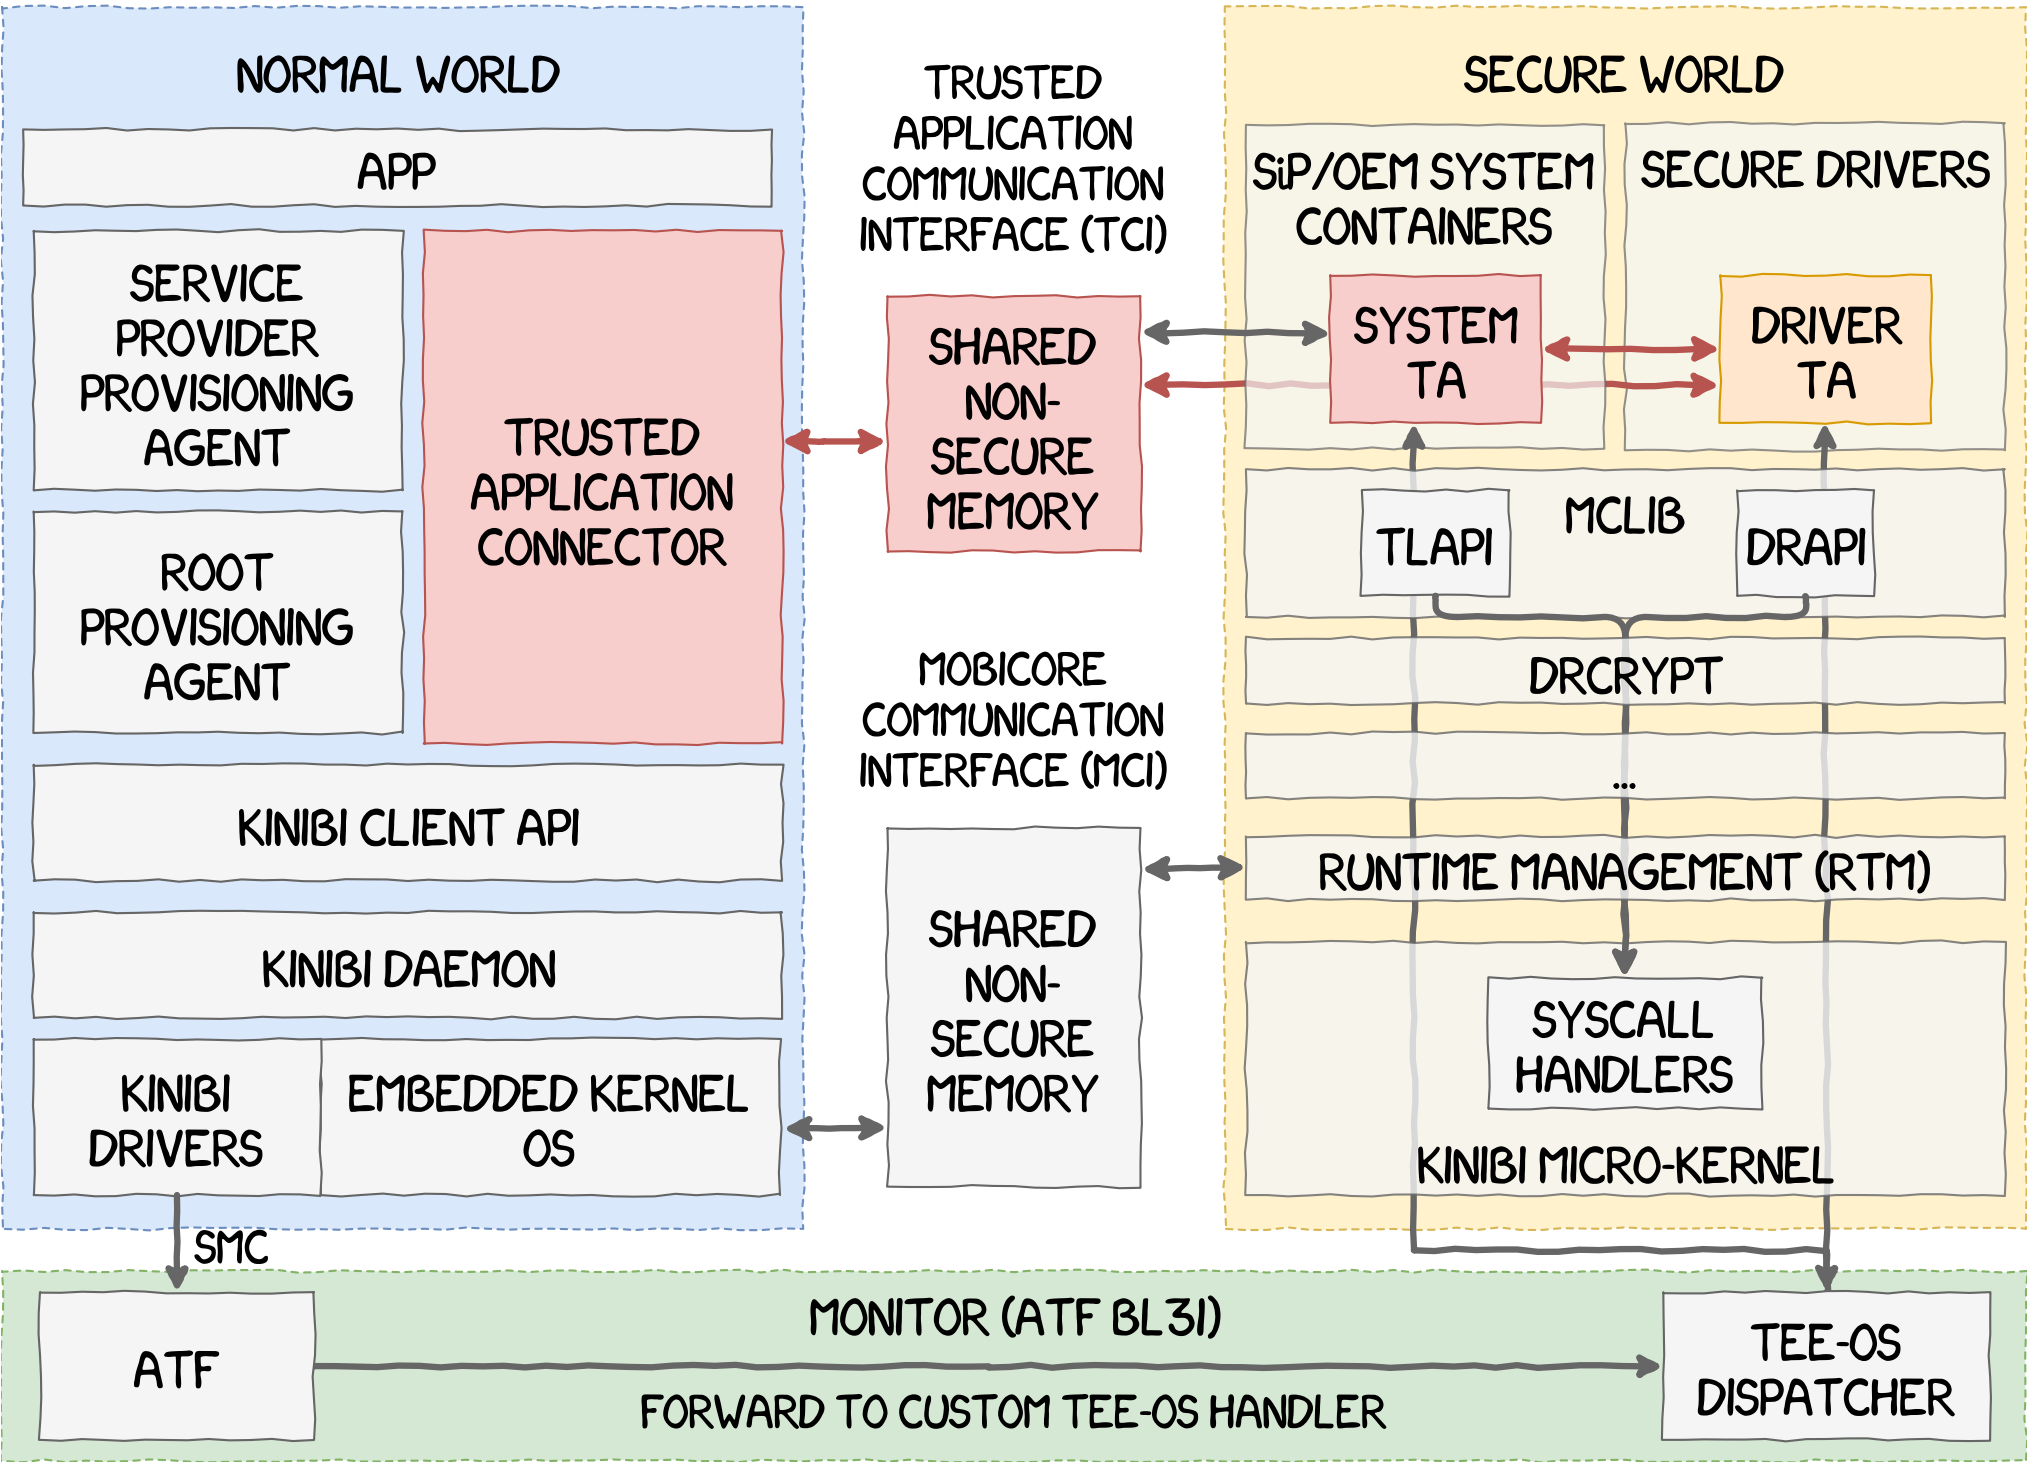 NORMAL WORLD
APP
SERVICE
PROVIDER
PROVISIONING
AGENT
ROOT
PROVISIONING
AGENT
TRUSTED
APPLICATION
CONNECTOR
KINIBI CLIENT API
KINIBI DAEMON
KINIBI
DRIVERS
EMBEDDED KERNEL
OS
SMC
TRUSTED
APPLICATION
COMMUNICATION
INTERFACE (TCI)
SHARED
NON-
SECURE
MEMORY
MOBICORE
COMMUNICATION
INTERFACE (MCI)
SHARED
NON-
SECURE
MEMORY
SECURE WORLD
SiP/OEM SYSTEM
CONTAINERS
SYSTEM
TA
SECURE DRIVERS
DRIVER
TA
MCLIB
TLAPI
DRAPI
DRCRYPT
...
RUNTIME MANAGEMENT (RTM)
SYSCALL
HANDLERS
KINIBI MICRO-KERNEL
MONITOR (ATF BL31)
ATF
FORWARD TO CUSTOM TEE-OS HANDLER
TEE-OS
DISPATCHER